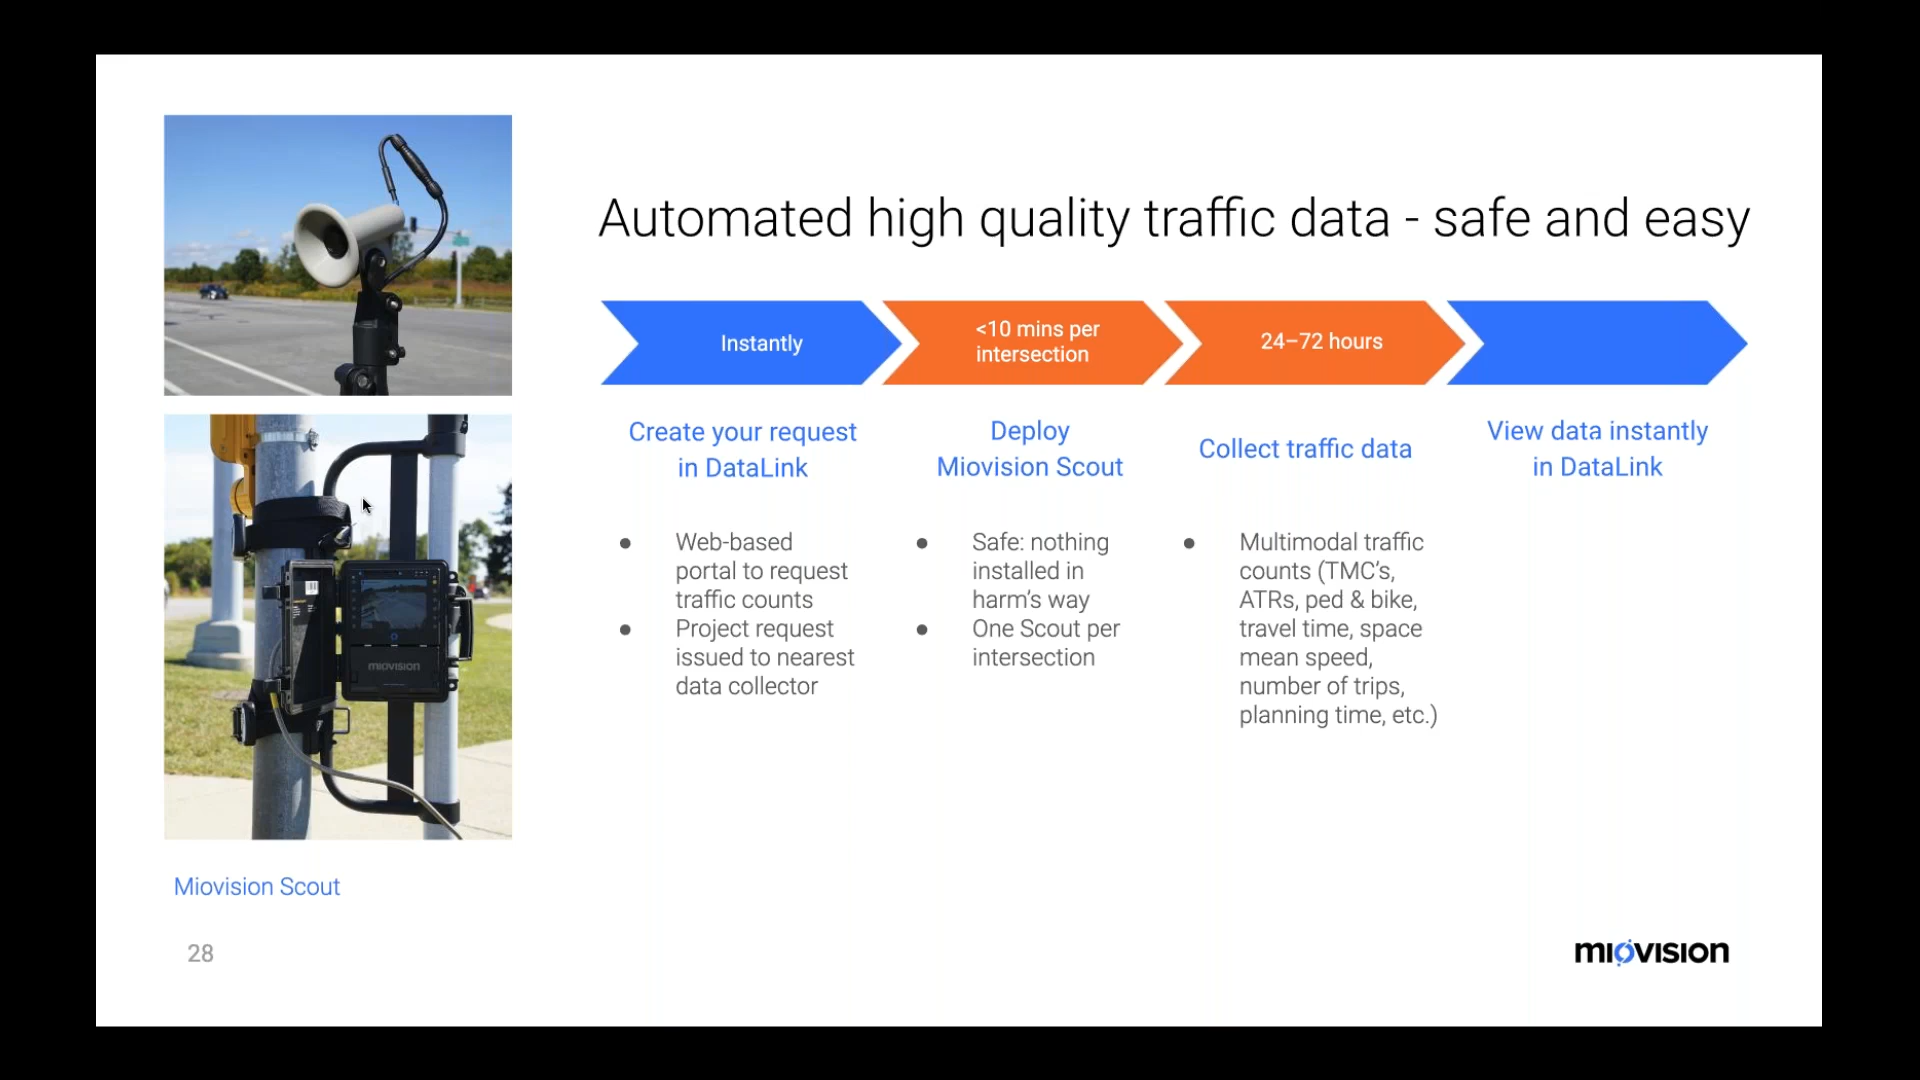 Automated high quality traffic data - safe and easy
Instantly
<10 mins per
intersection
24–72 hours
Create your request
in DataLink
Deploy
Miovision Scout
Collect traffic data
View data instantly
in DataLink
● Web-based
portal to request
traffic counts
● Project request
issued to nearest
data collector
● Safe: nothing
installed in
harm's way
● One Scout per
intersection
● Multimodal traffic
counts (TMC's,
ATRs, ped & bike,
travel time, space
mean speed,
number of trips,
planning time, etc.)
miovision
Miovision Scout
28
miovision